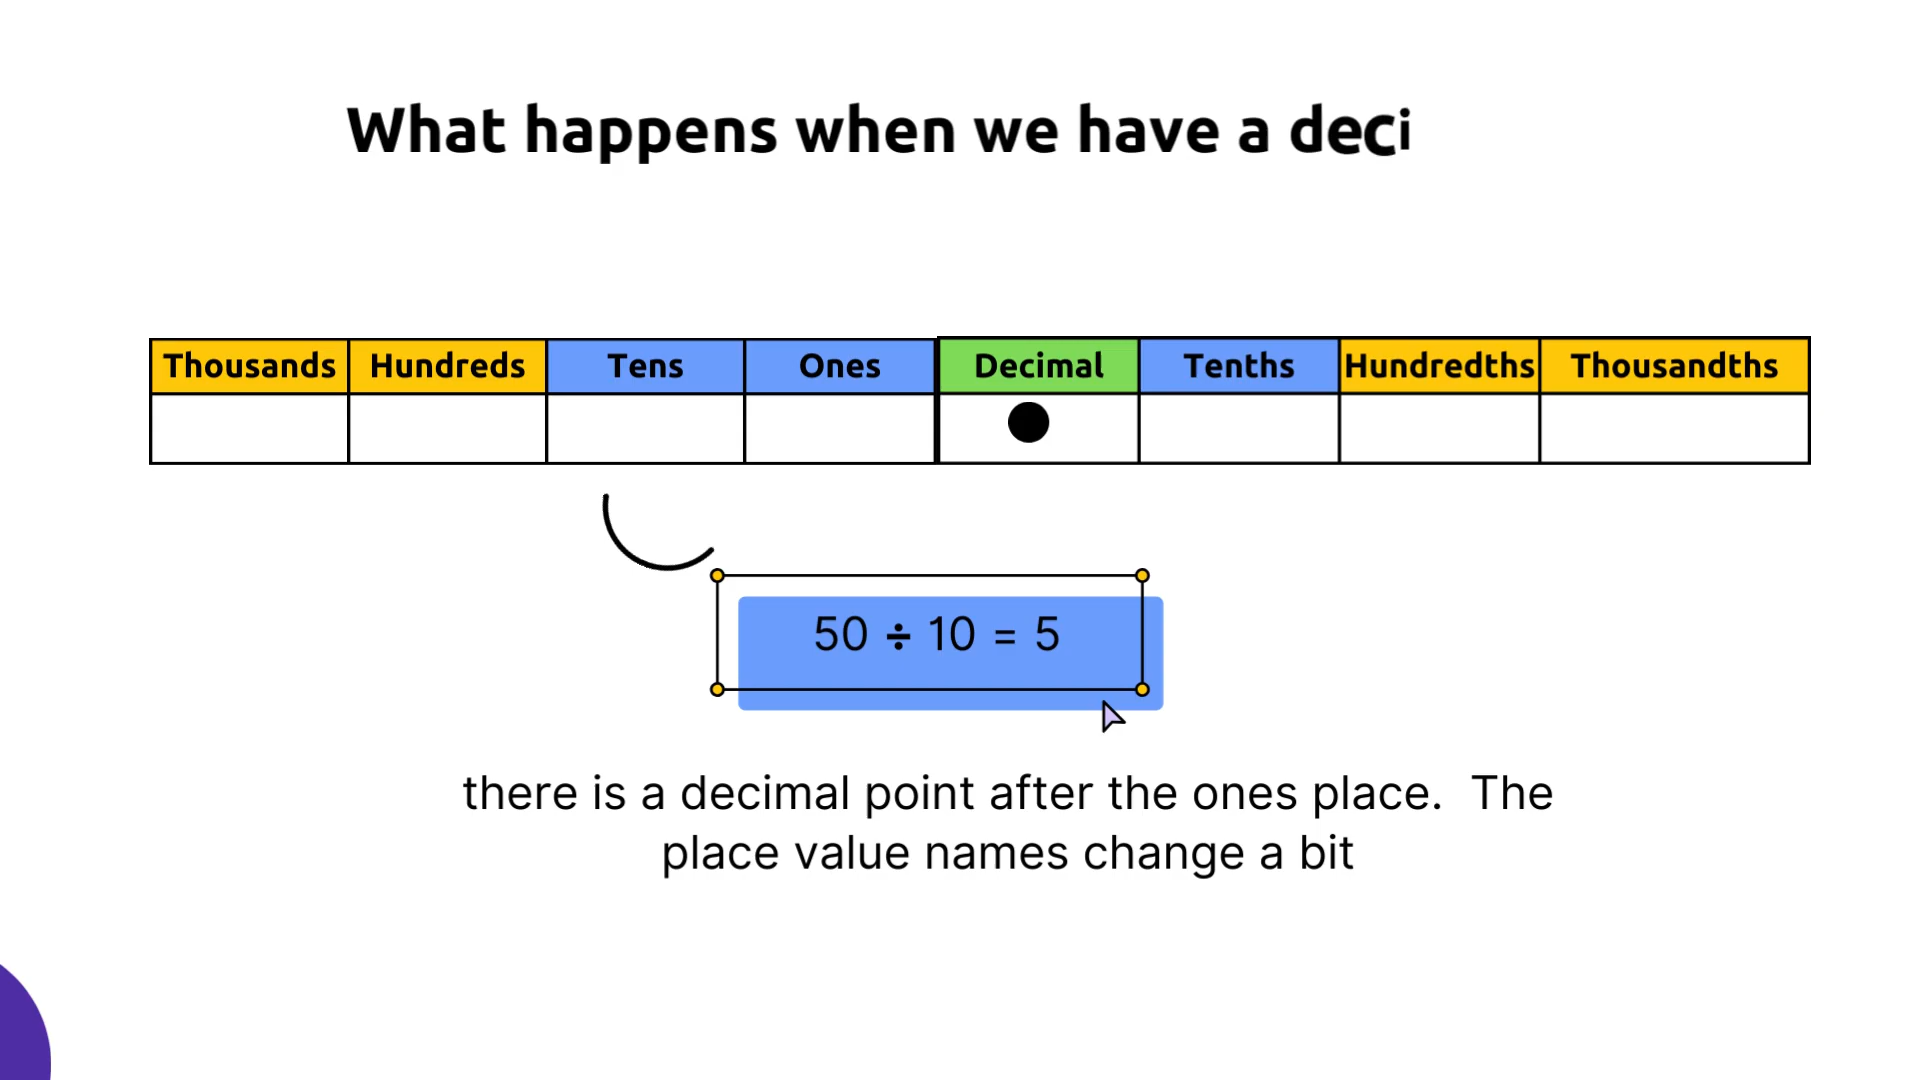 What happens when we have a deci
Thousands Hundreds Tens Ones Decimal Tenths Hundredths Thousandths
50 ÷ 10 = 5
there is a decimal point after the ones place. The
place value names change a bit